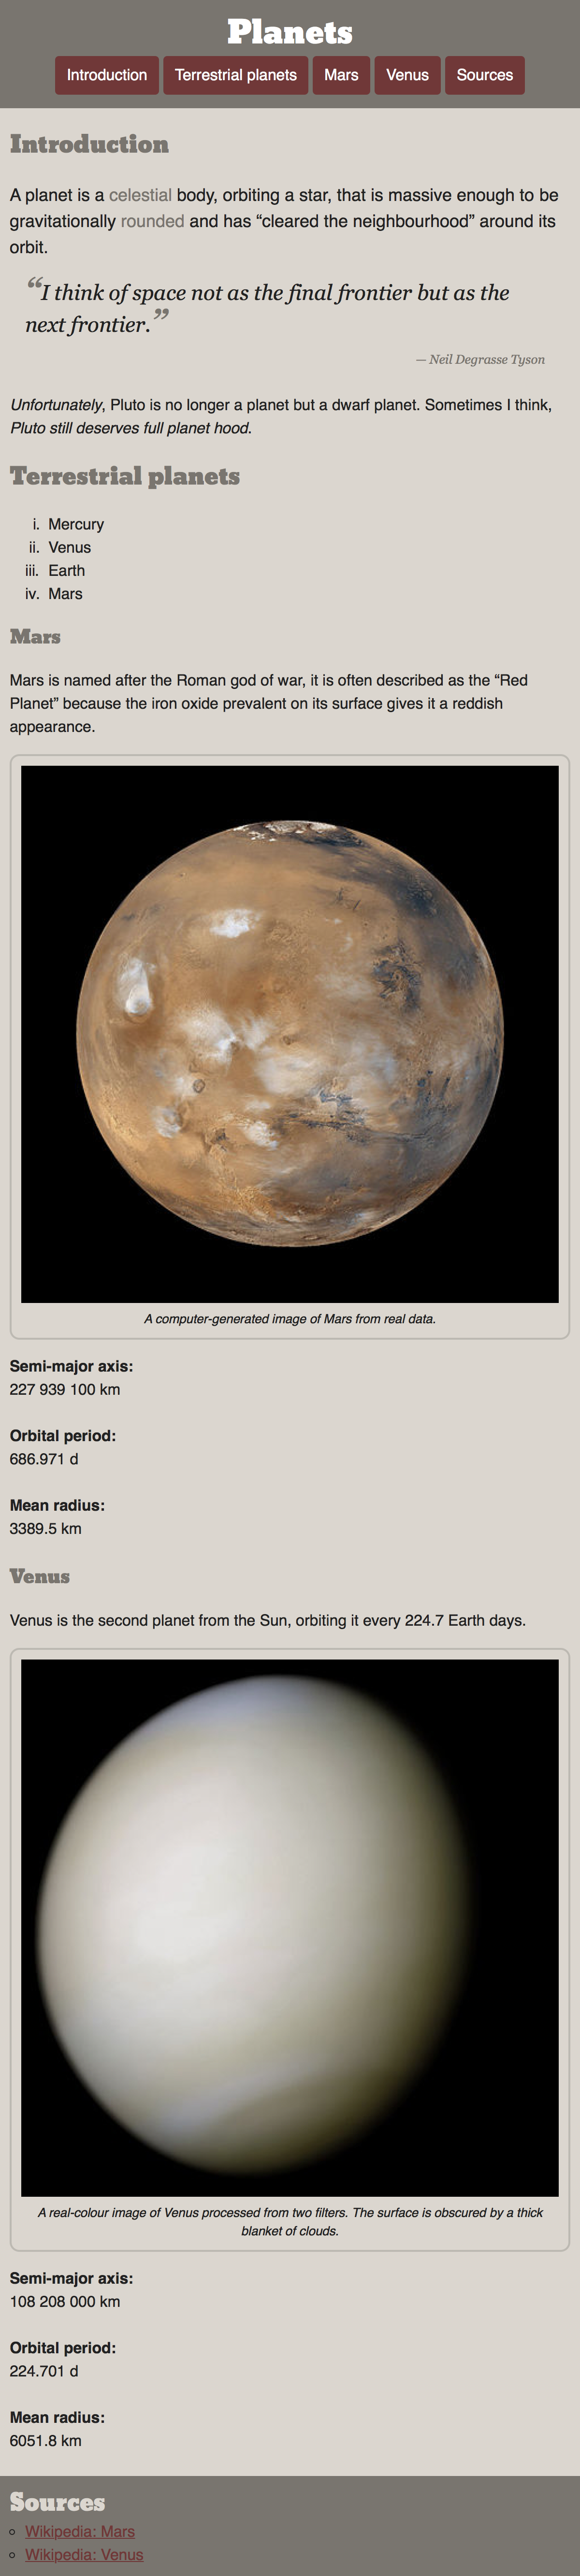 Planets
Introduction
Terrestrial planets
Mars
Venus
Sources
Introduction
A planet is a celestial body, orbiting a star, that is massive enough to be
gravitationally rounded and has “cleared the neighbourhood” around its
orbit.
“I think of space not as the final frontier but as the
next frontier.”
— Neil Degrasse Tyson
Unfortunately, Pluto is no longer a planet but a dwarf planet. Sometimes I think,
Pluto still deserves full planet hood.
Terrestrial planets
i. Mercury
ii. Venus
iii. Earth
iv. Mars
Mars
Mars is named after the Roman god of war, it is often described as the “Red
Planet” because the iron oxide prevalent on its surface gives it a reddish
appearance.
A computer-generated image of Mars from real data.
Semi-major axis:
227 939 100 km
Orbital period:
686.971 d
Mean radius:
3389.5 km
Venus
Venus is the second planet from the Sun, orbiting it every 224.7 Earth days.
A real-colour image of Venus processed from two filters. The surface is obscured by a thick
blanket of clouds.
Semi-major axis:
108 208 000 km
Orbital period:
224.701 d
Mean radius:
6051.8 km
Sources
Wikipedia: Mars
Wikipedia: Venus